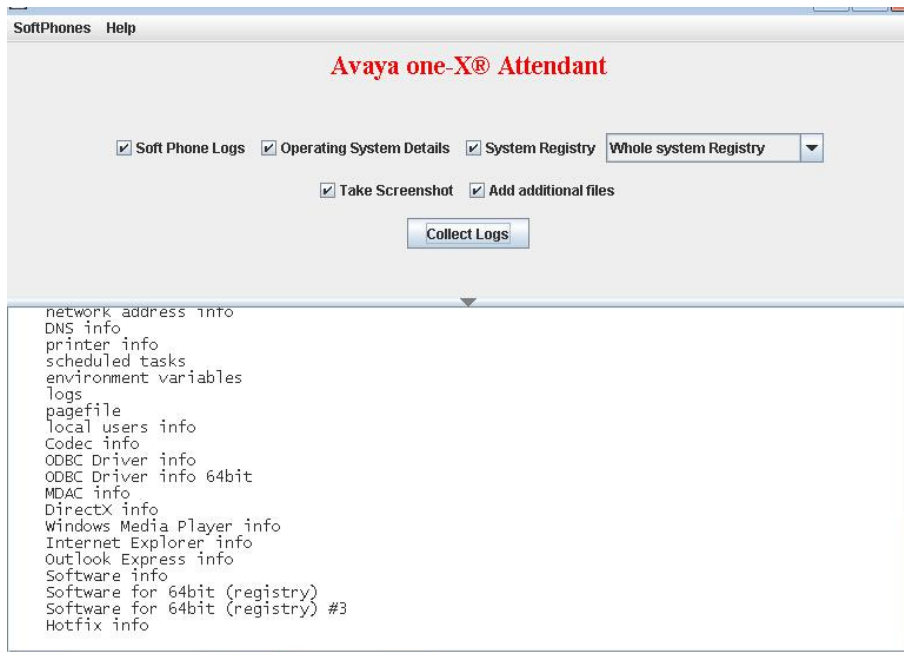 SoftPhones Help
Avaya one-X® Attendant
Soft Phone Logs Operating System Details System Registry Whole system Registry
Take Screenshot Add additional files
Collect Logs
network address info
DNS info
printer info
scheduled tasks
environment variables
logs
pagefile
local users info
Codec info
ODBC Driver info
ODBC Driver info 64bit
MDAC info
DirectX info
Windows Media Player info
Internet Explorer info
Outlook Express info
Software info
Software for 64bit (registry)
Software for 64bit (registry) #3
Hotfix info